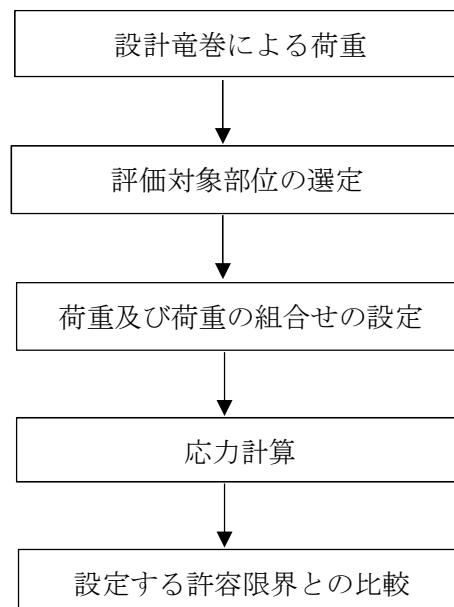 設計竜巻による荷重
評価対象部位の選定
荷重及び荷重の組合せの設定
応力計算
設定する許容限界との比較